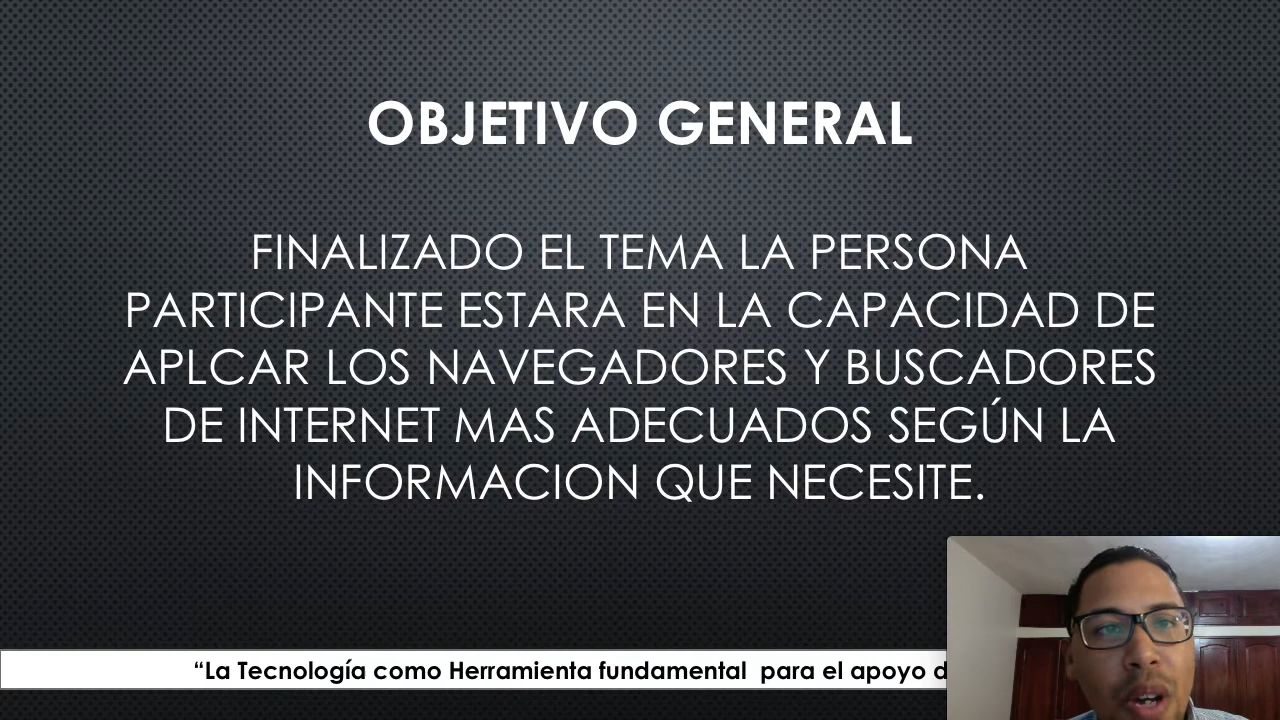 OBJETIVO GENERAL
FINALIZADO EL TEMA LA PERSONA
PARTICIPANTE ESTARA EN LA CAPACIDAD DE
APLCAR LOS NAVEGADORES Y BUSCADORES
DE INTERNET MAS ADECUADOS SEGÚN LA
INFORMACION QUE NECESITE.
“La Tecnología como Herramienta fundamental para el apoyo